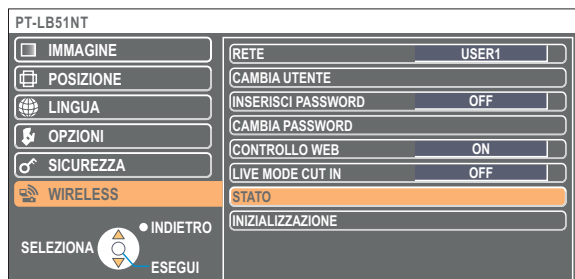 PT-LB51NT
IMMAGINE
POSIZIONE
LINGUA
OPZIONI
SICUREZZA
WIRELESS
INDIETRO
SELEZIONA
ESEGUI
RETE USER1
CAMBIA UTENTE
INSERISCI PASSWORD OFF
CAMBIA PASSWORD
CONTROLLO WEB ON
LIVE MODE CUT IN OFF
STATO
INIZIALIZZAZIONE